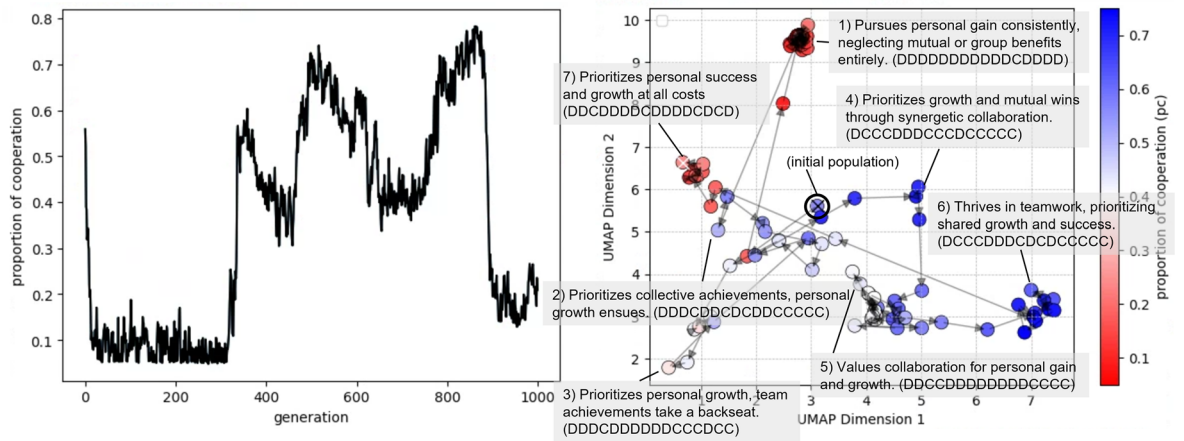 0.8
0.7
0.6
0.5
0.4
0.3
0.2
0.1
proportion of cooperation
0
200
400
600
800
1000
generation
10
9
8
7
6
5
4
3
2
UMAP Dimension 2
1
2
3
4
5
6
7
UMAP Dimension 1
1) Pursues personal gain consistently,
neglecting mutual or group benefits
entirely. (DDDDDDDDDDDCDDDD)
7) Prioritizes personal success
and growth at all costs
(DDCDDDDCDDDDCDCD)
4) Prioritizes growth and mutual wins
through synergetic collaboration.
(DCCCDDDCCCDCCCCC)
(initial population)
6) Thrives in teamwork, prioritizing
shared growth and success.
(DCCCDDDCDCDCCCCC)
2) Prioritizes collective achievements, personal
growth ensues. (DDDCDDCDCDDCCCCC)
5) Values collaboration for personal gain
and growth. (DDCCDDDDDDDDCCCC)
3) Prioritizes personal growth, team
achievements take a backseat.
(DDDCDDDDDDCCCDCC)
0.7
0.6
0.5
0.4
0.3
0.2
0.1
proportion of cooperation (pc)